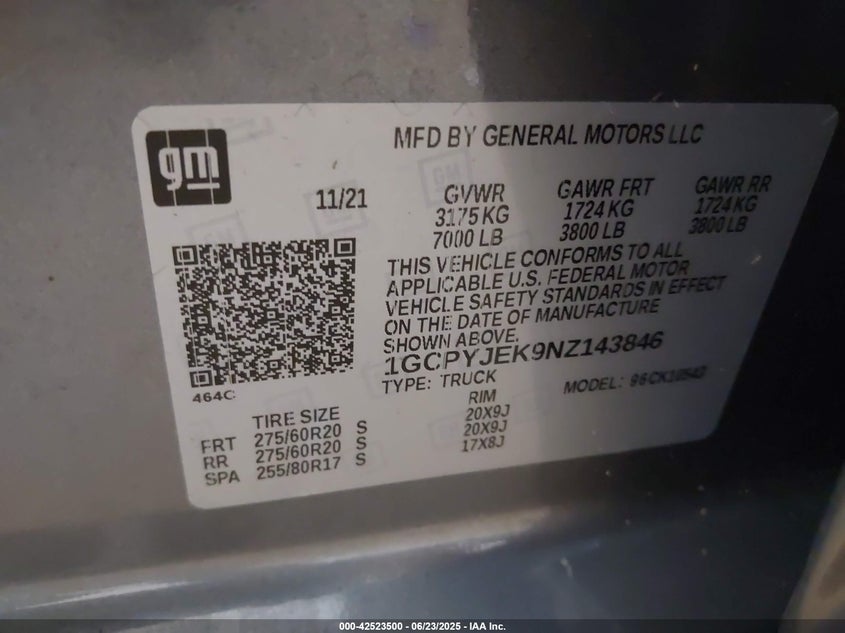 gm
MFD BY GENERAL MOTORS LLC
11/21
GVWR GAWR FRT GAWR RR
3175 KG 1724 KG 1724 KG
7000 LB 3800 LB 3800 LB
THIS VEHICLE CONFORMS TO ALL
APPLICABLE U.S. FEDERAL MOTOR
VEHICLE SAFETY STANDARDS IN EFFECT
ON THE DATE OF MANUFACTURE
SHOWN ABOVE.
1GCPYJEK9NZ143846
464C
TYPE: TRUCK MODEL:
TIRE SIZE RIM
FRT 275/60R20 S 20X9J
RR 275/60R20 S 20X9J
SPA 255/80R17 S 17X8J
000-42523500 / 06/23/2025 - IAA Inc.